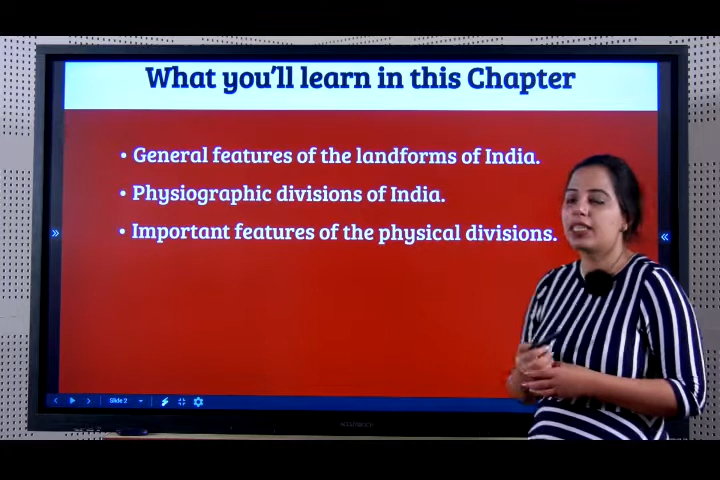 What you'll learn in this Chapter
• General features of the landforms of India.
• Physiographic divisions of India.
• Important features of the physical divisions.
Slide 2